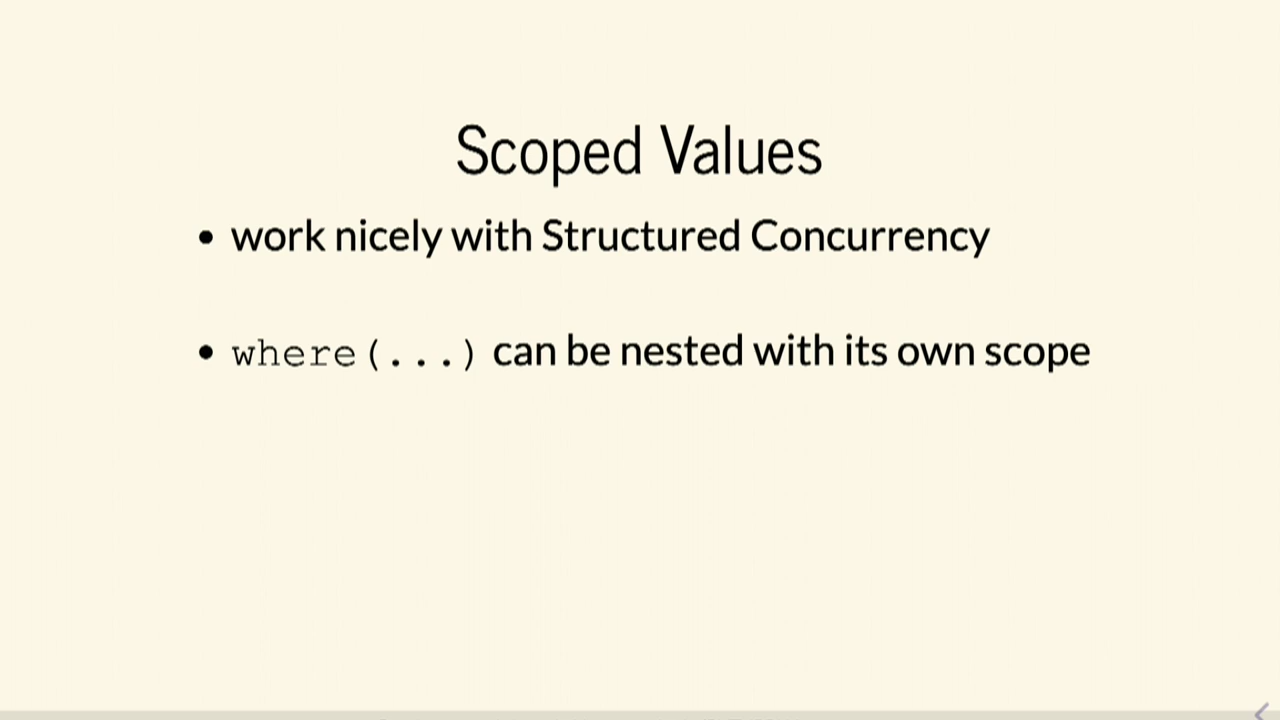 Scoped Values
• work nicely with Structured Concurrency
• where(...) can be nested with its own scope